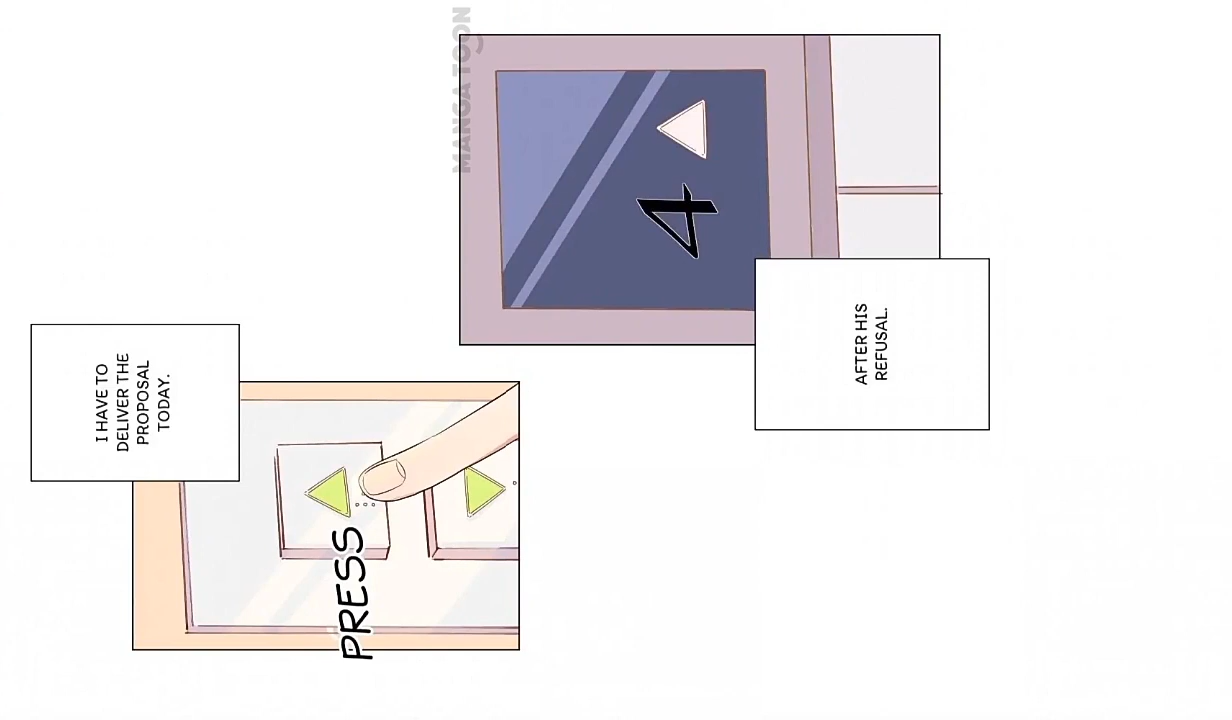 I HAVE TO
DELIVER THE
PROPOSAL
TODAY.
PRESS
MANGA TOON
4
AFTER HIS
REFUSAL.